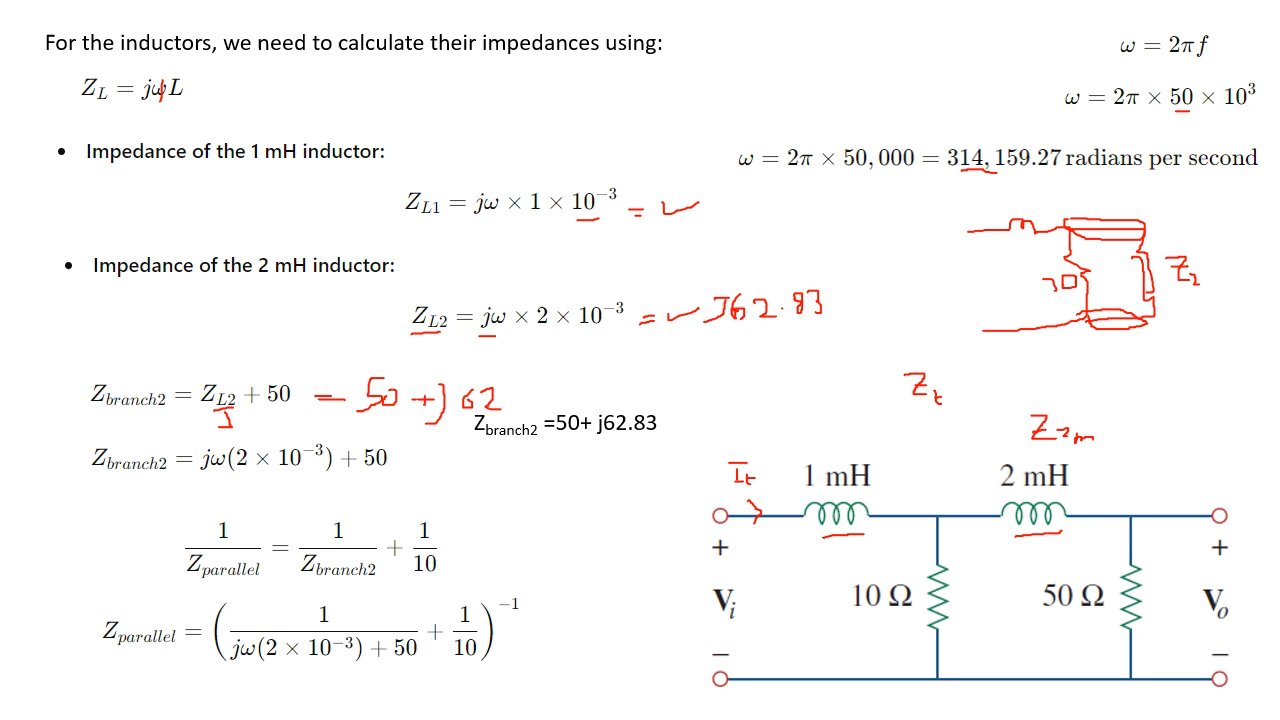 For the inductors, we need to calculate their impedances using:
ω = 2πf
Z_L = jωL
ω = 2π × 50 × 10³
• Impedance of the 1 mH inductor:
ω = 2π × 50,000 = 314,159.27 radians per second
Z_L1 = jω × 1 × 10⁻³ = ✓
• Impedance of the 2 mH inductor:
Z_L2 = jω × 2 × 10⁻³ = ✓ J62.83
Z_branch2 = Z_L2 + 50 = 50 + J 62
Z_branch2 =50+ j62.83
Z_branch2 = jω(2 × 10⁻³) + 50
1/Z_parallel = 1/Z_branch2 + 1/10
Z_parallel = (1/(jω(2 × 10⁻³) + 50) + 1/10)⁻¹
Z_t
Z_2m
I_t
1 mH
2 mH
+
+
V_i
10 Ω
50 Ω
V_o
−
−